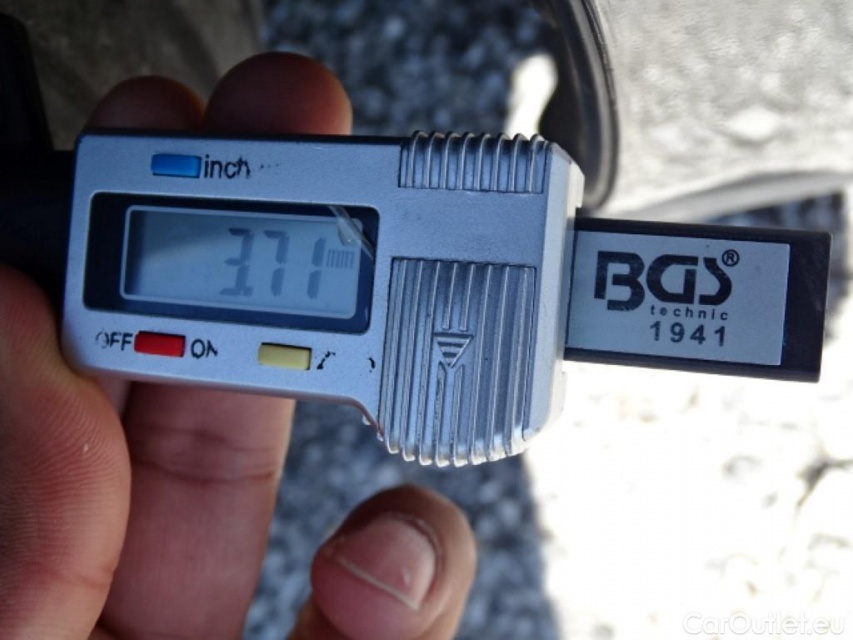 inch
3.71 mm
OFF ON
BGS®
technic
1941
CarOutlet.eu